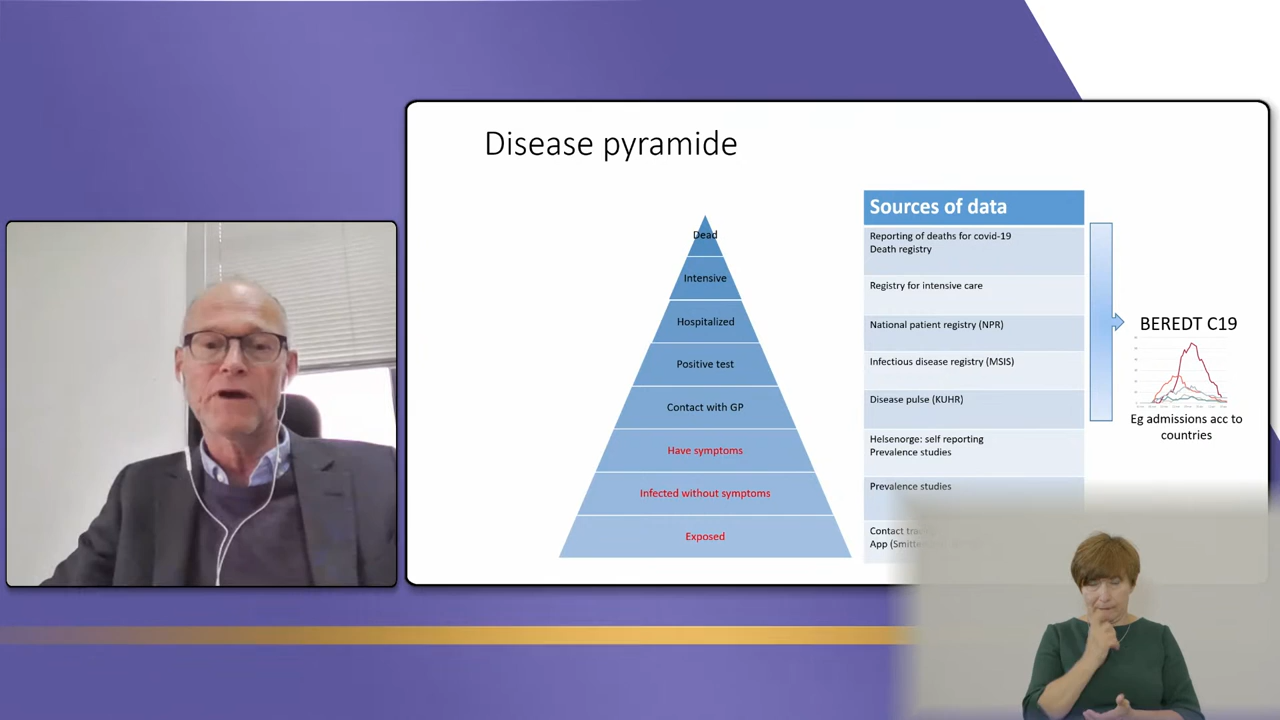 Disease pyramide
Dead
Intensive
Hospitalized
Positive test
Contact with GP
Have symptoms
Infected without symptoms
Exposed
Sources of data
Reporting of deaths for covid-19
Death registry
Registry for intensive care
National patient registry (NPR)
Infectious disease registry (MSIS)
Disease pulse (KUHR)
Helsenorge: self reporting
Prevalence studies
Prevalence studies
Contact
App
BEREDT C19
Eg admissions acc to
countries